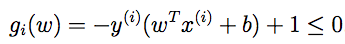 g_i(w) = −y^{(i)}(w^T x^{(i)} + b) + 1 ≤ 0